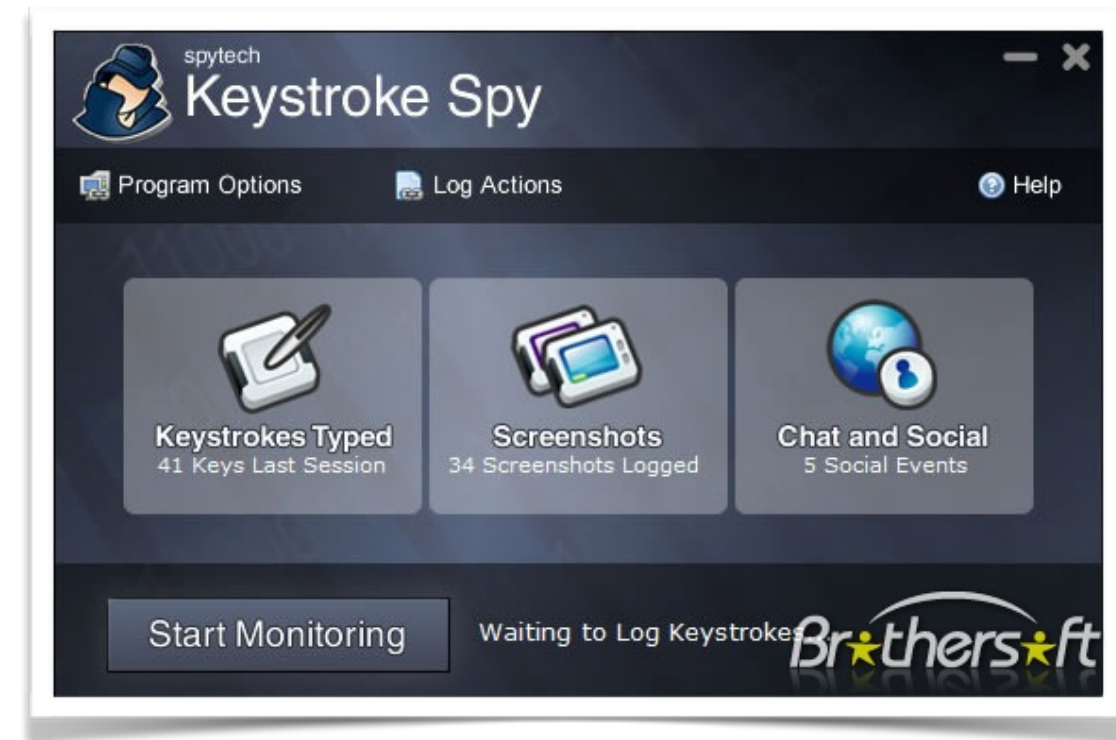 spytech
Keystroke Spy
Program Options
Log Actions
Help
Keystrokes Typed
41 Keys Last Session
Screenshots
34 Screenshots Logged
Chat and Social
5 Social Events
Start Monitoring
Waiting to Log Keystrokes...
Brothersoft